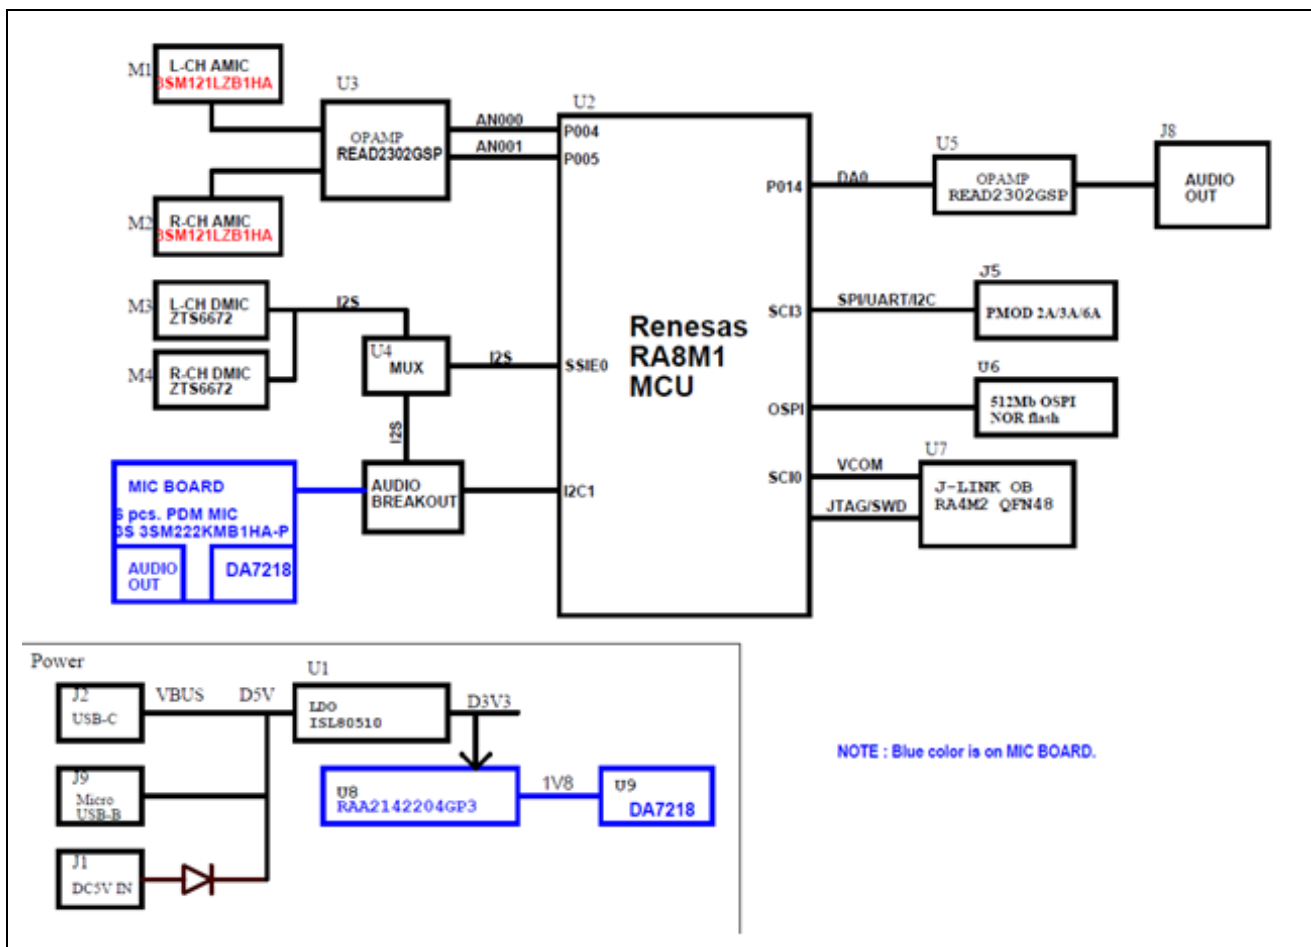 M1
L-CH AMIC
3SM121LZB1HA
U3
OPAMP
READ2302GSP
M2
R-CH AMIC
3SM121LZB1HA
AN000
AN001
U2
P004
P005
P014
DA0
U5
OPAMP
READ2302GSP
J8
AUDIO
OUT
M3
L-CH DMIC
ZTS6672
M4
R-CH DMIC
ZTS6672
I2S
U4
MUX
I2S
SSIE0
Renesas
RA8M1
MCU
SCI3
SPI/UART/I2C
J5
PMOD 2A/3A/6A
OSPI
U6
512Mb OSPI
NOR flash
I2S
AUDIO
BREAKOUT
I2C1
SCI0
VCOM
JTAG/SWD
U7
J-LINK OB
RA4M2 QFN48
MIC BOARD
6 pcs. PDM MIC
3S 3SM222KMB1HA-P
AUDIO
OUT
DA7218
Power
J2
USB-C
VBUS
D5V
U1
LDO
ISL80510
D3V3
J9
Micro
USB-B
U8
RAA2142204GP3
1V8
U9
DA7218
J1
DC5V IN
NOTE : Blue color is on MIC BOARD.